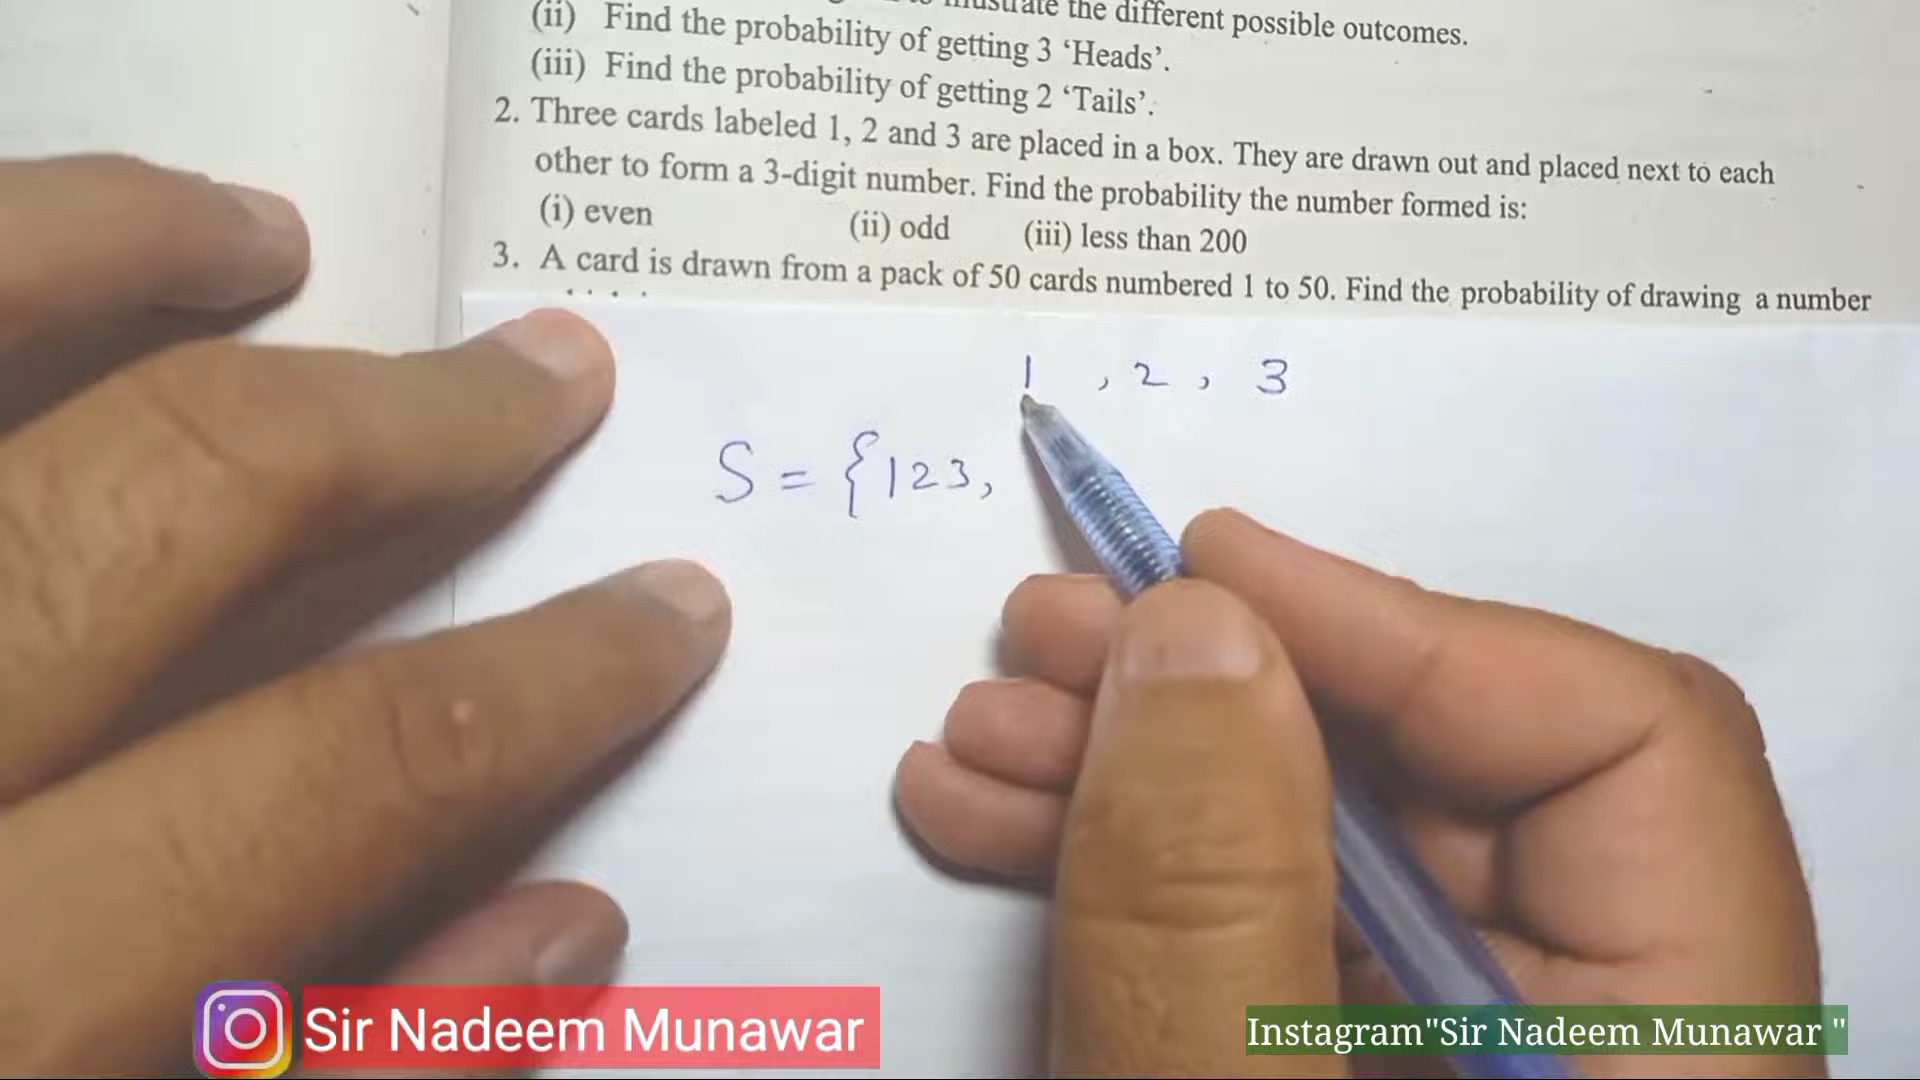 the different possible outcomes.
(ii) Find the probability of getting 3 ‘Heads’.
(iii) Find the probability of getting 2 ‘Tails’.
2. Three cards labeled 1, 2 and 3 are placed in a box. They are drawn out and placed next to each
other to form a 3-digit number. Find the probability the number formed is:
(i) even (ii) odd (iii) less than 200
3. A card is drawn from a pack of 50 cards numbered 1 to 50. Find the probability of drawing a number
1 , 2 , 3
S = {123,
Sir Nadeem Munawar
Instagram"Sir Nadeem Munawar "